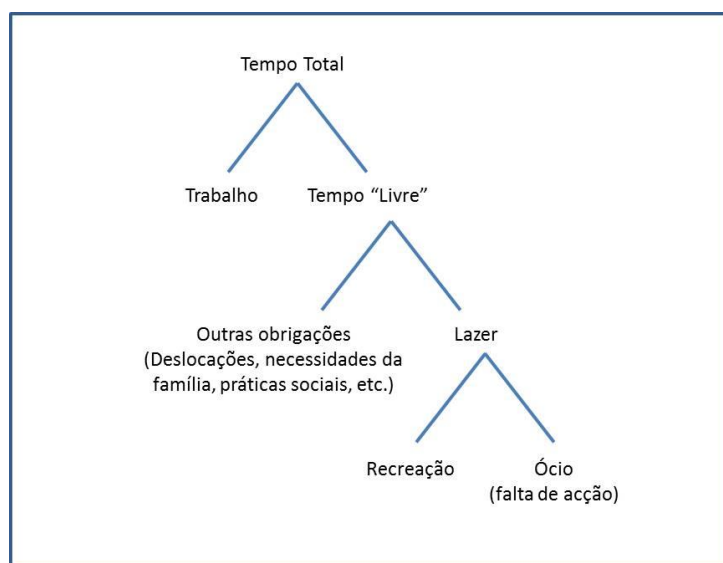 Tempo Total
Trabalho
Tempo “Livre”
Outras obrigações
(Deslocações, necessidades da
família, práticas sociais, etc.)
Lazer
Recreação
Ócio
(falta de acção)